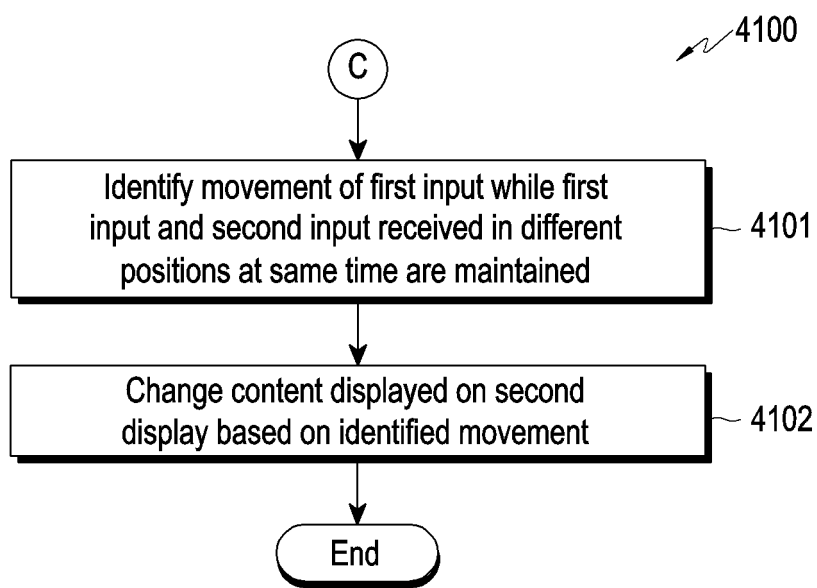 4100
C
Identify movement of first input while first
input and second input received in different
positions at same time are maintained
4101
Change content displayed on second
display based on identified movement
4102
End